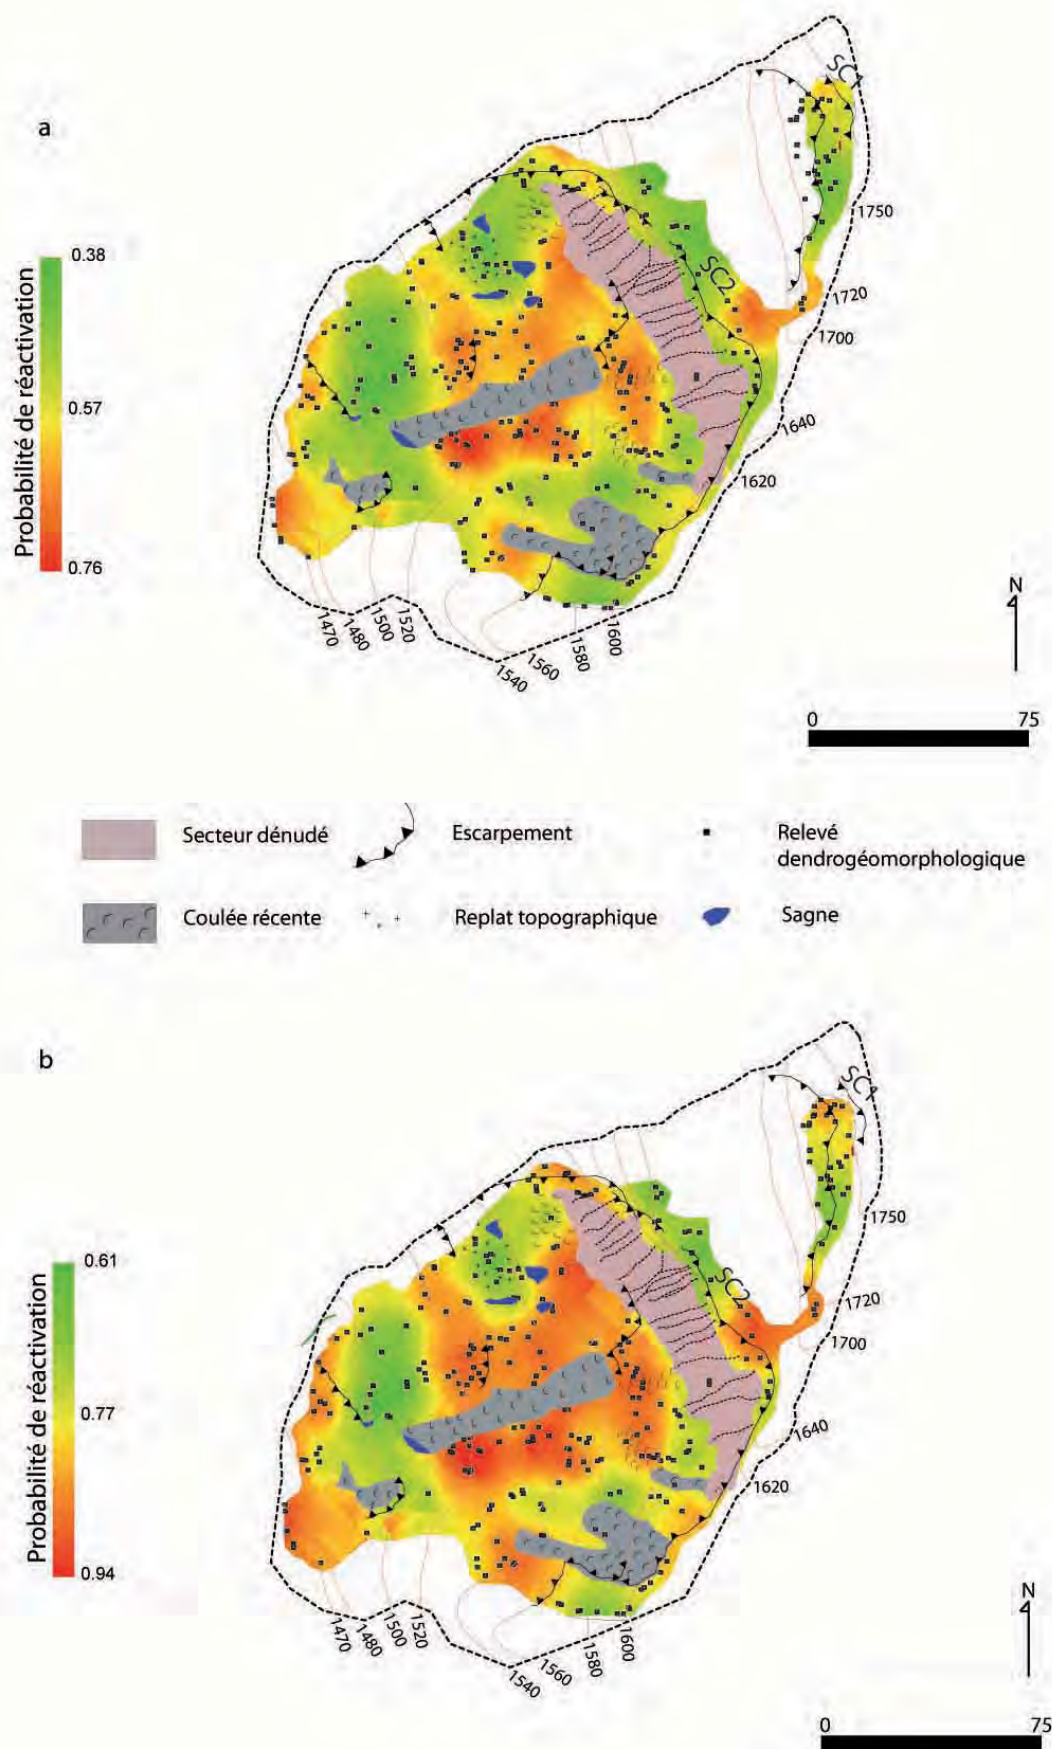 a
SC1
1750
0.38
SC2
1720
1700
Probabilité de réactivation
0.57
1640
1620
0.76
N
1470
1480
1500
1520
1540
1560
1580
1600
0 75
Secteur dénudé
Escarpement
Relevé
dendrogéomorphologique
Coulée récente
Replat topographique
Sagne
b
SC1
1750
0.61
SC2
1720
1700
Probabilité de réactivation
0.77
1640
1620
0.94
N
1470
1480
1500
1520
1540
1560
1580
1600
0 75